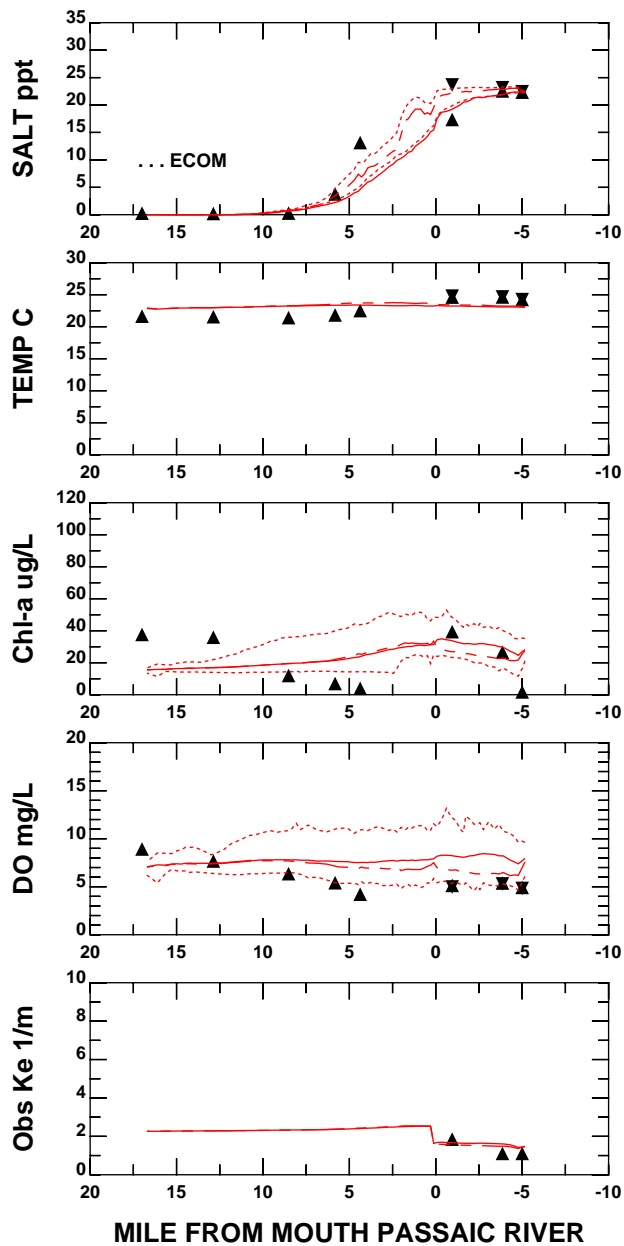 SALT ppt
35
30
25
20
15
10
5
0
. . . ECOM
20 15 10 5 0 -5 -10
TEMP C
30
25
20
15
10
5
0
20 15 10 5 0 -5 -10
Chl-a ug/L
120
100
80
60
40
20
0
20 15 10 5 0 -5 -10
DO mg/L
20
15
10
5
0
20 15 10 5 0 -5 -10
Obs Ke 1/m
10
8
6
4
2
0
20 15 10 5 0 -5 -10
MILE FROM MOUTH PASSAIC RIVER